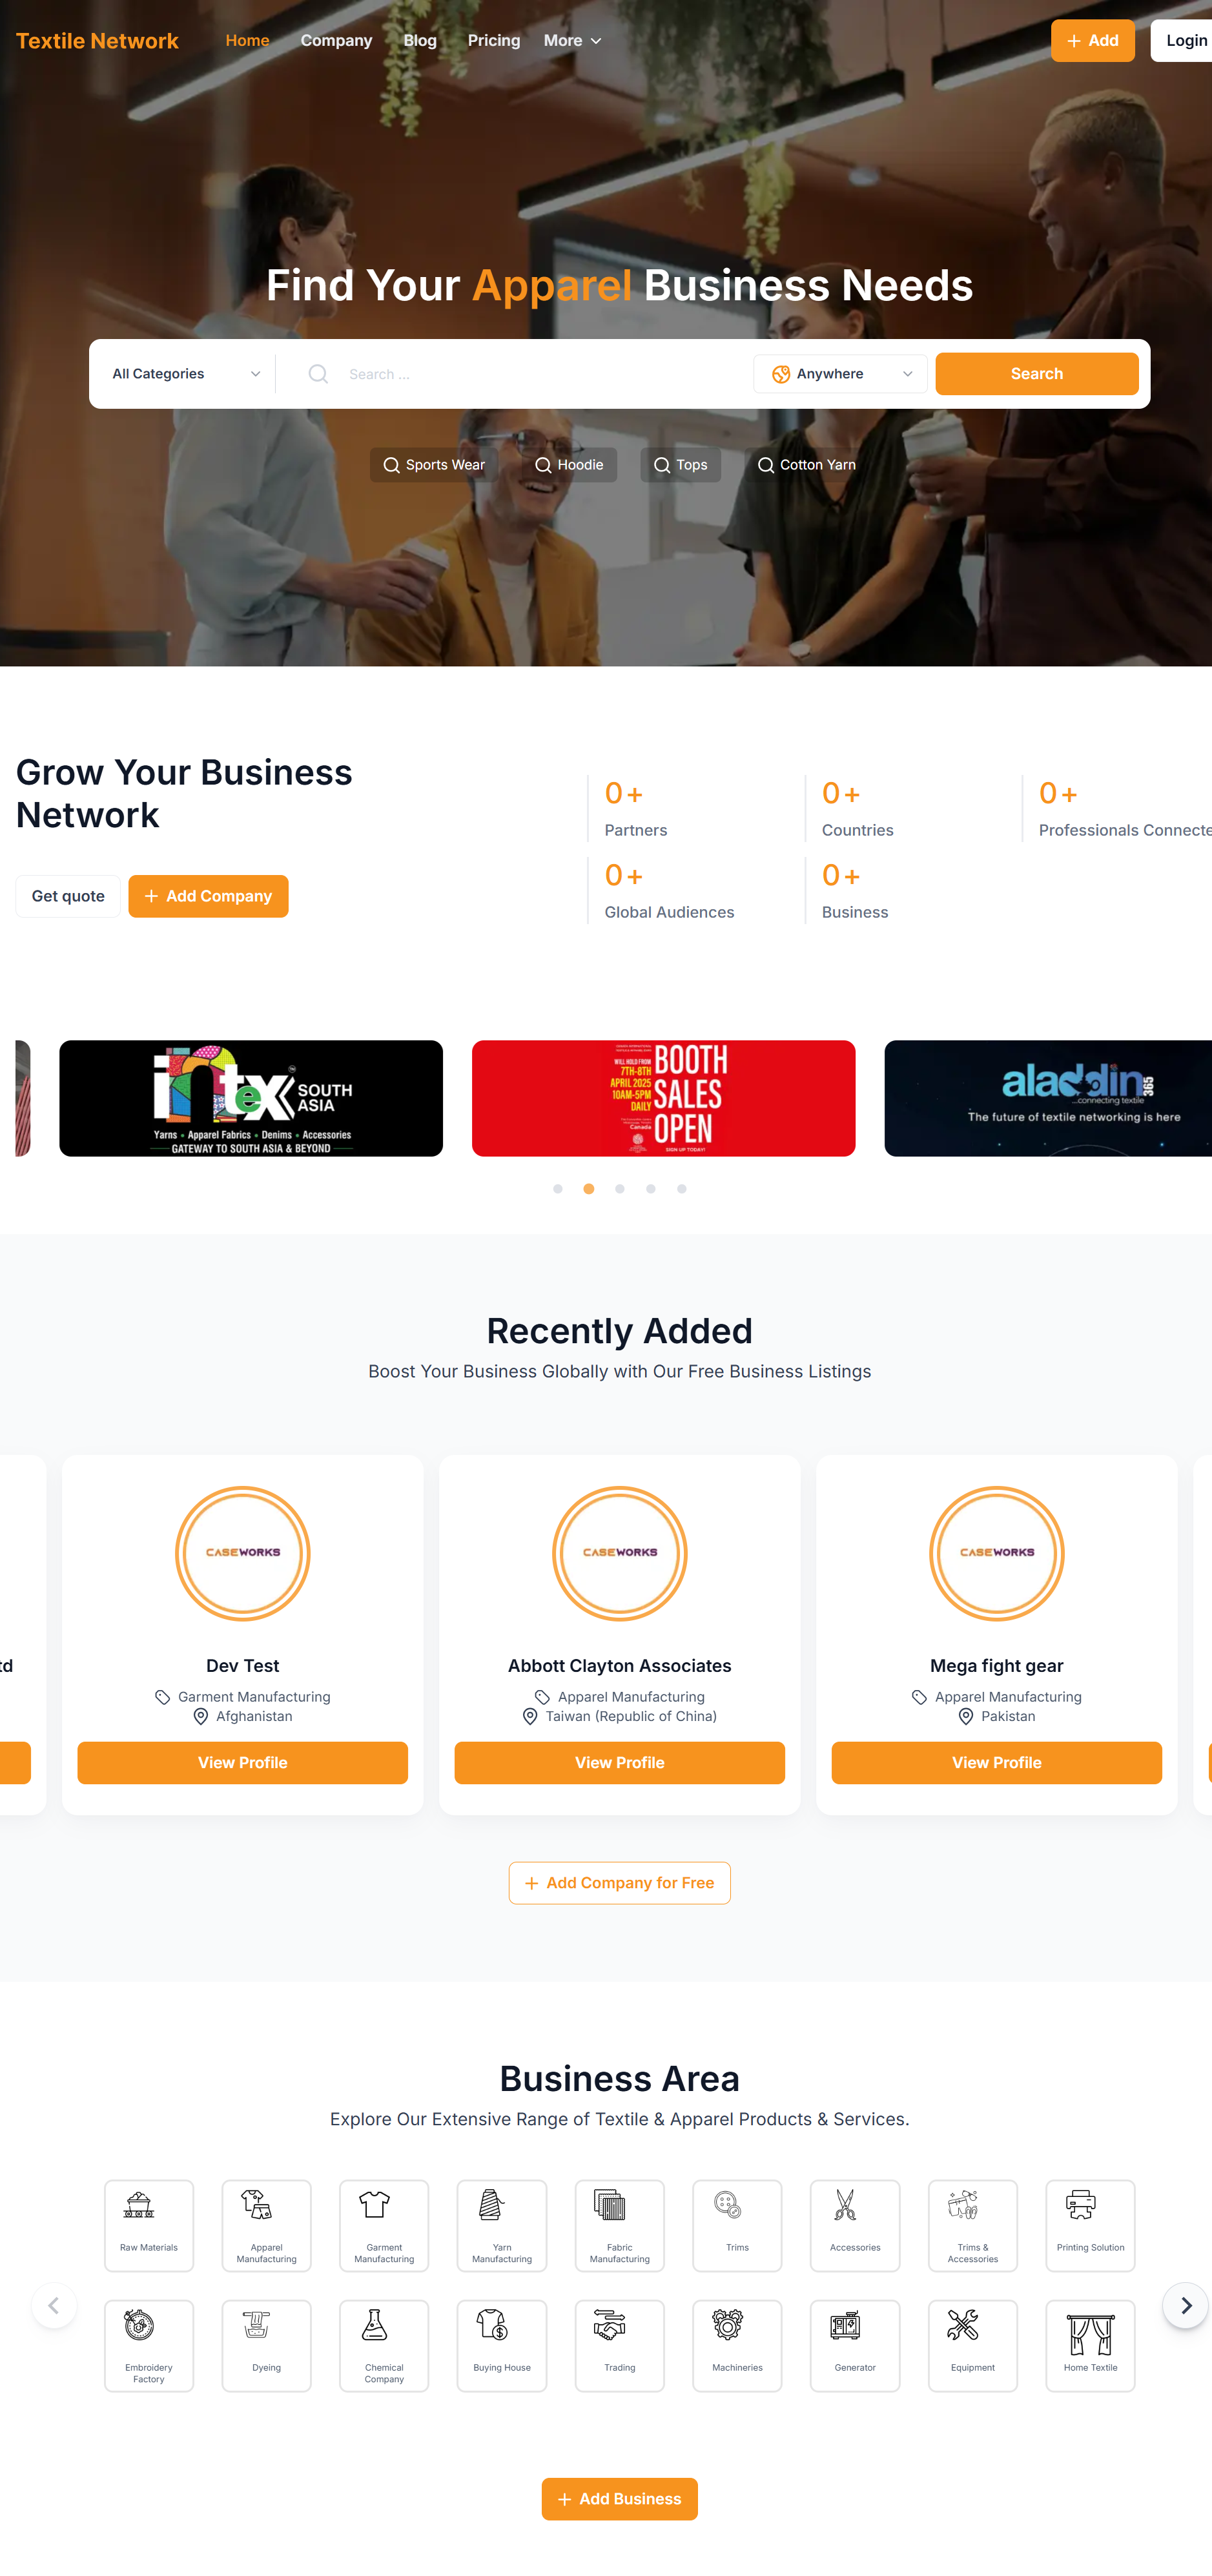 Textile Network
Home
Company
Blog
Pricing
More
Add
Login
Find Your Apparel Business Needs
All Categories
Search ...
Anywhere
Search
Sports Wear
Hoodie
Tops
Cotton Yarn
Grow Your Business
Network
Get quote
Add Company
0+
Partners
0+
Countries
0+
Professionals Connecte
0+
Global Audiences
0+
Business
intex SOUTH
ASIA
Yarns • Apparel Fabrics • Denims • Accessories
GATEWAY TO SOUTH ASIA & BEYOND
WILL HOLD FROM
7TH-8TH
APRIL 2025
10AM-5PM
DAILY
Canada
BOOTH
SALES
OPEN
SIGN UP TODAY!
aladdin 365
...connecting textile
The future of textile networking is here
Recently Added
Boost Your Business Globally with Our Free Business Listings
td
CASEWORKS
Dev Test
Garment Manufacturing
Afghanistan
View Profile
CASEWORKS
Abbott Clayton Associates
Apparel Manufacturing
Taiwan (Republic of China)
View Profile
CASEWORKS
Mega fight gear
Apparel Manufacturing
Pakistan
View Profile
Add Company for Free
Business Area
Explore Our Extensive Range of Textile & Apparel Products & Services.
Raw Materials
Apparel
Manufacturing
Garment
Manufacturing
Yarn
Manufacturing
Fabric
Manufacturing
Trims
Accessories
Trims &
Accessories
Printing Solution
Embroidery
Factory
Dyeing
Chemical
Company
Buying House
Trading
Machineries
Generator
Equipment
Home Textile
Add Business